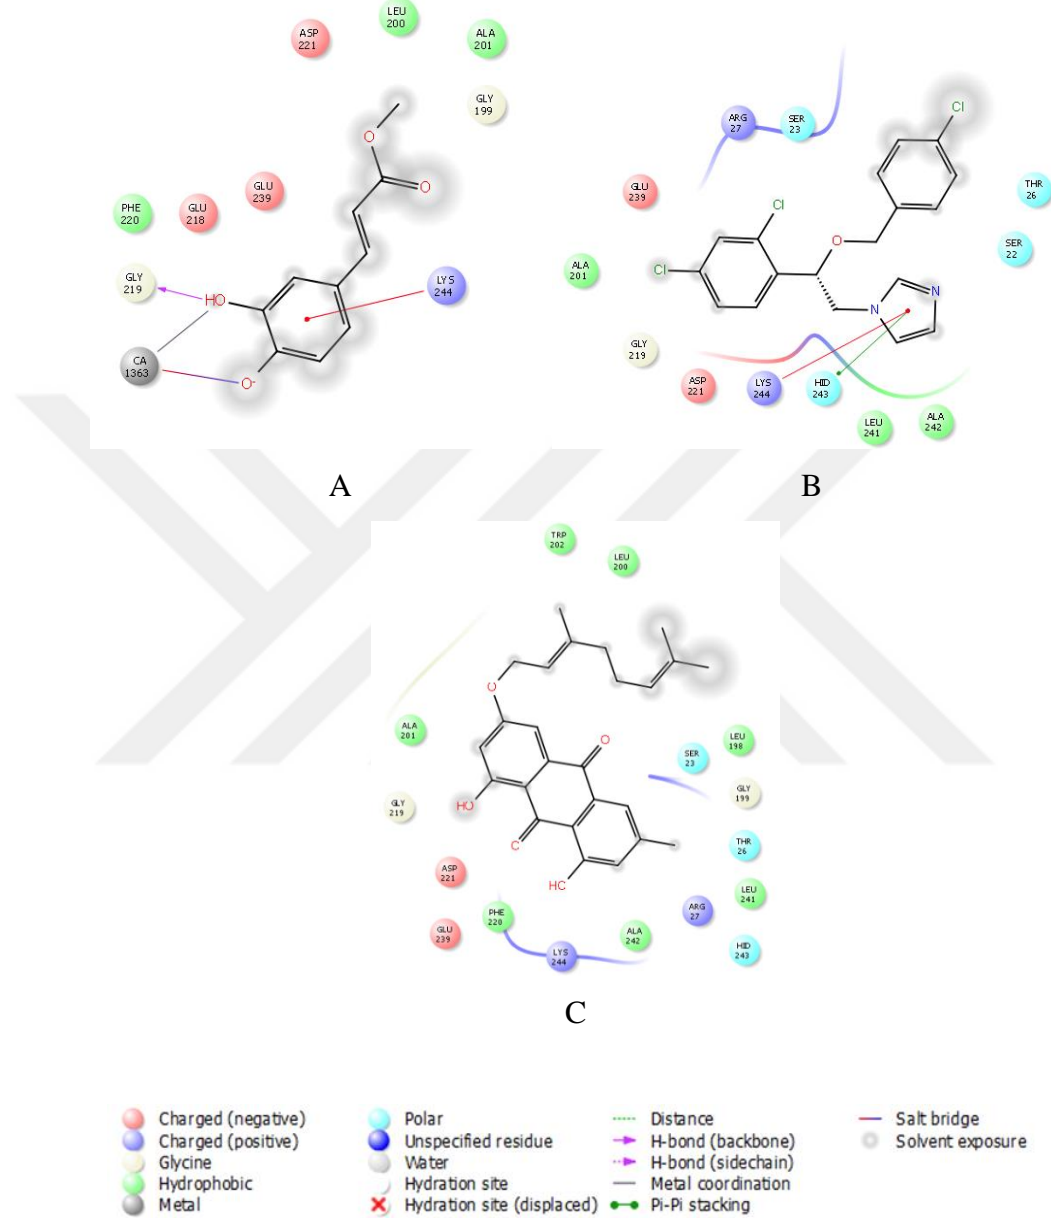 LEU
200
ASP
221
ALA
201
GLY
199
O
O
GLU
239
PHE
220
GLU
218
GLY
219
HO
LYS
244
CA
1363
O-
A
Cl
ARG
27
SER
23
THR
26
GLU
239
Cl
O
SER
22
ALA
201
Cl
N
N
GLY
219
ASP
221
LYS
244
HID
243
LEU
241
ALA
242
B
TRP
202
LEU
200
O
ALA
201
O
SER
23
LEU
198
GLY
219
HO
GLY
199
C
THR
26
ASP
221
HC
LEU
241
PHE
220
ARG
27
GLU
239
ALA
242
LYS
244
HID
243
C
Charged (negative) Polar Distance Salt bridge
Charged (positive) Unspecified residue H-bond (backbone) Solvent exposure
Glycine Water H-bond (sidechain)
Hydrophobic Hydration site Metal coordination
Metal Hydration site (displaced) Pi-Pi stacking